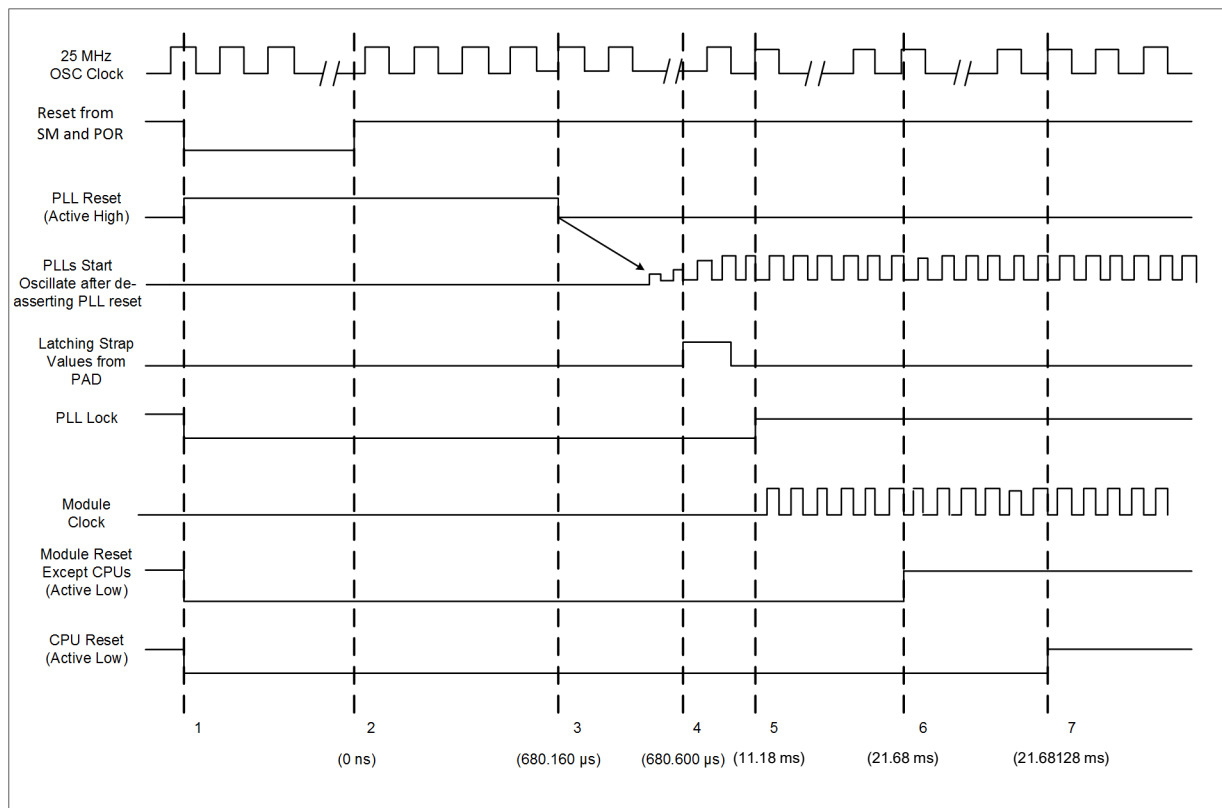 25 MHz
OSC Clock
Reset from
SM and POR
PLL Reset
(Active High)
PLLs Start
Oscillate after de-
asserting PLL reset
Latching Strap
Values from
PAD
PLL Lock
Module
Clock
Module Reset
Except CPUs
(Active Low)
CPU Reset
(Active Low)
1 2 3 4 5 6 7
(0 ns) (680.160 µs) (680.600 µs) (11.18 ms) (21.68 ms) (21.68128 ms)